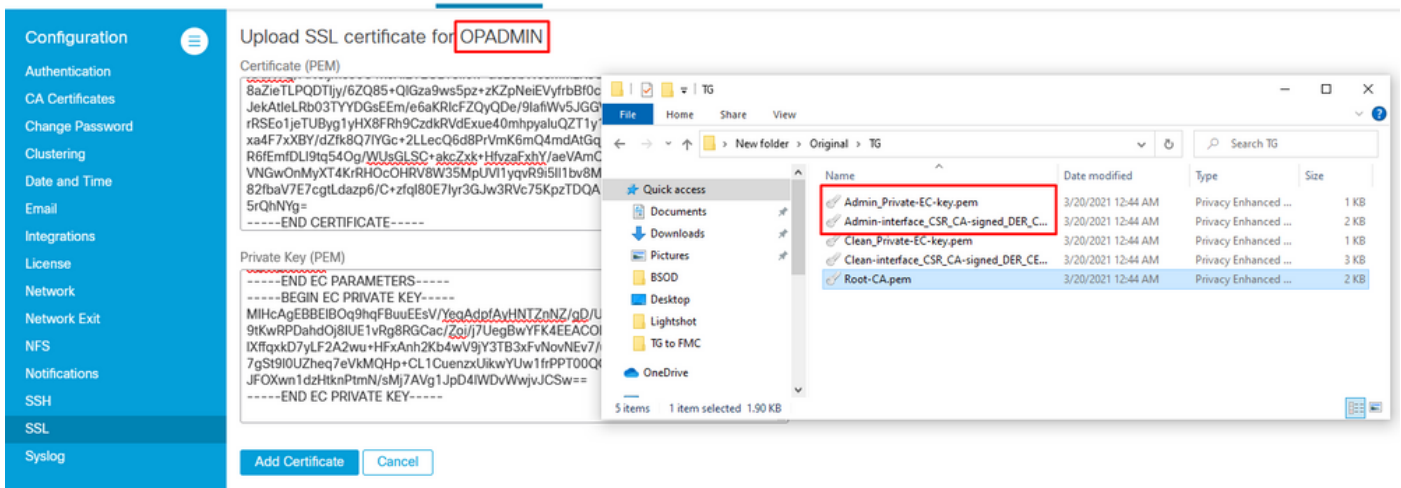 Configuration
Authentication
CA Certificates
Change Password
Clustering
Date and Time
Email
Integrations
License
Network
Network Exit
NFS
Notifications
SSH
SSL
Syslog
Upload SSL certificate for OPADMIN
Certificate (PEM)
8aZieTLPQDTljy/6ZQ85+QIGza9ws5pz+zKZpNeiEVyfrbBf0c
JekAtleLRb03TYYDGsEEm/e6aKRIcFZQyQDe/9lafiWv5JGG
rRSEo1jeTUByg1yHX8FRh9CzdkRVdExue40mhpyaluQZT1y
xa4F7xXBY/dZfk8Q7lYGc+2LLecQ6d8PrVmK6mQ4mdAtGq
R6fEmfDLI9tq54Og/WUsGLSC+akcZxk+HfvzaFxhY/aeVAmC
VNGwOnMyXT4KrRHOcOHRV8W35MpUVl1yqvR9i5Il1bv8M
82fbaV7E7cgtLdazp6/C+zfql80E7Iyr3GJw3RVc75KpzTDQA
5rQhNYg=
-----END CERTIFICATE-----
Private Key (PEM)
-----END EC PARAMETERS-----
-----BEGIN EC PRIVATE KEY-----
MIHcAgEBBEIBOq9hqFBuuEEsV/YegAdpfAyHNTZnNZ/gD/U
9tKwRPDahdOj8IUE1vRg8RGCac/Zoj/j7UegBwYFK4EEACOI
IXffqxkD7yLF2A2wu+HFxAnh2Kb4wV9jY3TB3xFvNovNEv7/
7gSt9I0UZheq7eVkMQHp+CL1CuenzxUikwYUw1frPPT00Q
JFOXwn1dzHtknPtmN/sMj7AVg1JpD4IWDvWwjvJCSw==
-----END EC PRIVATE KEY-----
Add Certificate
Cancel
TG
File
Home
Share
View
New folder
Original
TG
Search TG
Quick access
Documents
Downloads
Pictures
BSOD
Desktop
Lightshot
TG to FMC
OneDrive
Name Date modified Type Size
Admin_Private-EC-key.pem 3/20/2021 12:44 AM Privacy Enhanced ... 1 KB
Admin-interface_CSR_CA-signed_DER_C... 3/20/2021 12:44 AM Privacy Enhanced ... 2 KB
Clean_Private-EC-key.pem 3/20/2021 12:44 AM Privacy Enhanced ... 1 KB
Clean-interface_CSR_CA-signed_DER_CE... 3/20/2021 12:44 AM Privacy Enhanced ... 3 KB
Root-CA.pem 3/20/2021 12:44 AM Privacy Enhanced ... 2 KB
5 items
1 item selected 1.90 KB